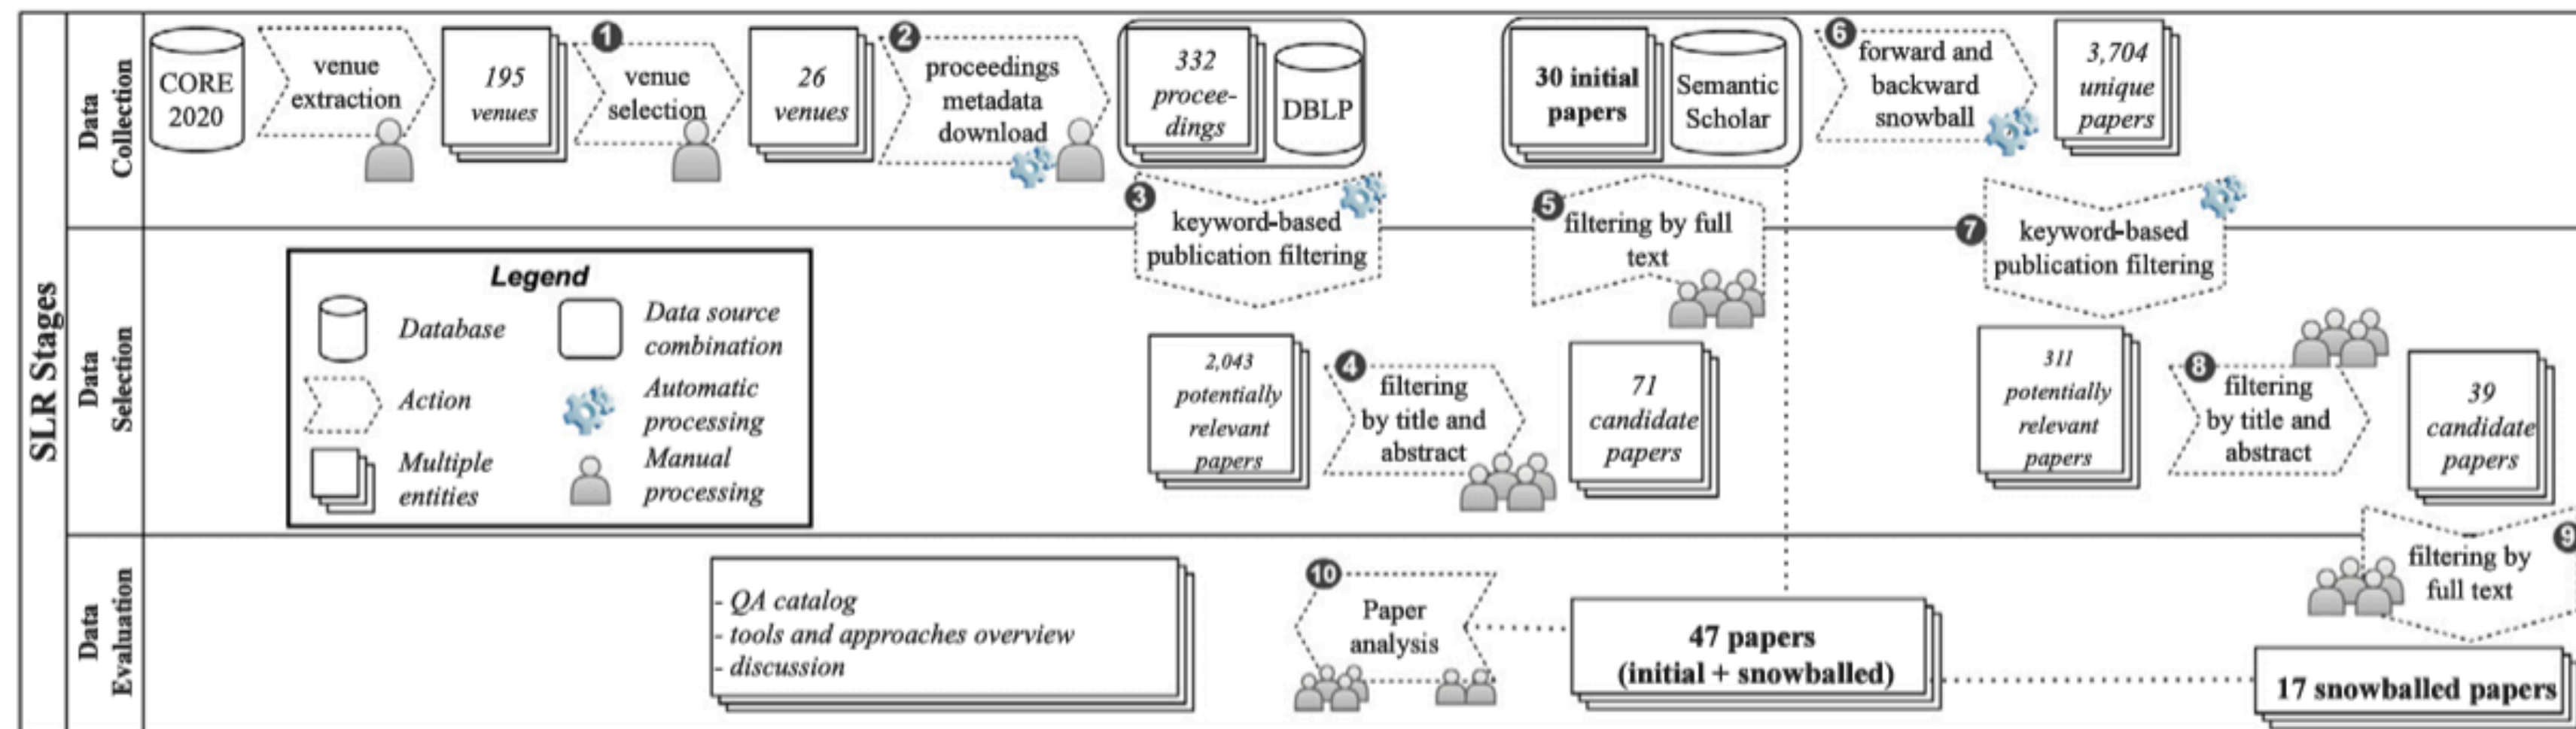 SLR Stages
Data
Collection
CORE
2020
venue
extraction
195
venues
1
venue
selection
26
venues
2
proceedings
metadata
download
332
procee-
dings
DBLP
30 initial
papers
Semantic
Scholar
6
forward and
backward
snowball
3,704
unique
papers
3
keyword-based
publication filtering
5
filtering by full
text
7
keyword-based
publication filtering
Data
Selection
Legend
Database
Data source
combination
Action
Automatic
processing
Multiple
entities
Manual
processing
2,043
potentially
relevant
papers
4
filtering
by title and
abstract
71
candidate
papers
311
potentially
relevant
papers
8
filtering
by title and
abstract
39
candidate
papers
Data
Evaluation
- QA catalog
- tools and approaches overview
- discussion
10
Paper
analysis
47 papers
(initial + snowballed)
9
filtering by
full text
17 snowballed papers